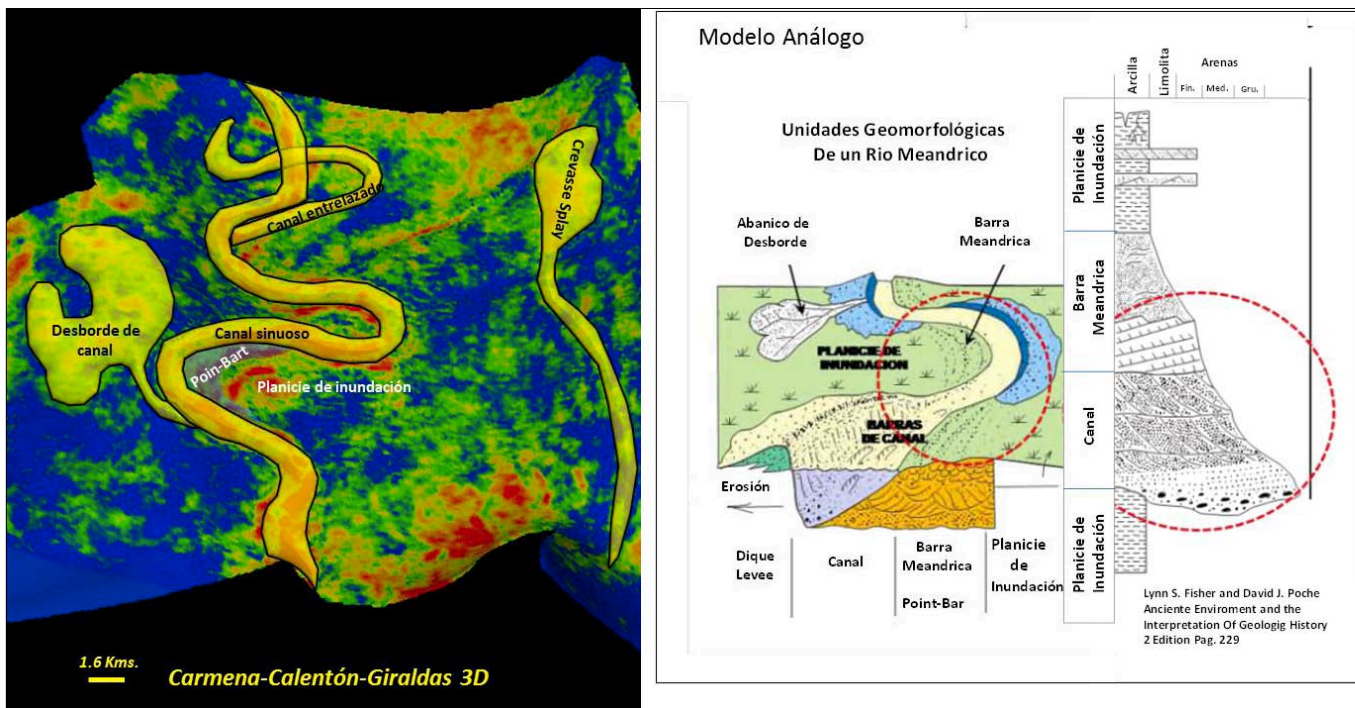 Canal entrelazado
Crevasse Splay
Desborde de
canal
Canal sinuoso
Poin-Bart
Planicie de inundación
1.6 Kms.
Carmena-Calentón-Giraldas 3D
Modelo Análogo
Unidades Geomorfológicas
De un Rio Meandrico
Abanico de
Desborde
Barra
Meandrica
PLANICIE DE
INUNDACION
BARRAS
DE CANAL
Erosión
Dique
Levee
Canal
Barra
Meandrica
Point-Bar
Planicie
de
Inundación
Arcilla
Limolita
Arenas
Fin.
Med.
Gru.
Planicie de
Inundación
Barra
Meandrica
Canal
Planicie de
Inundación
Lynn S. Fisher and David J. Poche
Anciente Enviroment and the
Interpretation Of Geologig History
2 Edition Pag. 229